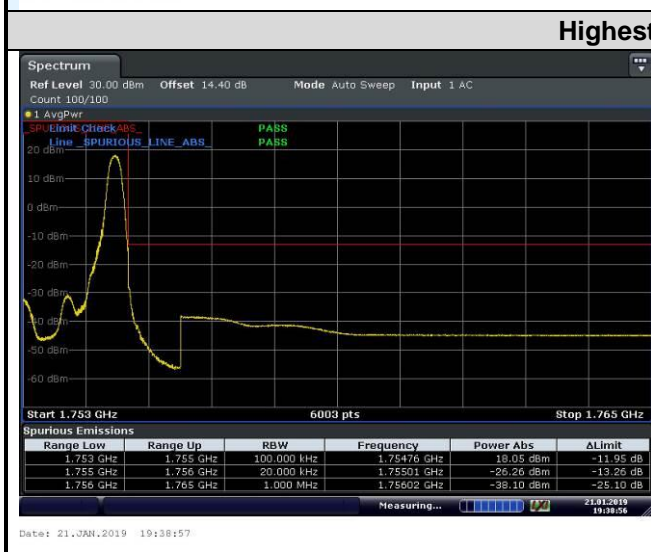 Highest
Spectrum
Ref Level 30.00 dBm Offset 14.40 dB Mode Auto Sweep Input 1 AC
Count 100/100
1 AvgPwr
Limit Check PASS
Line _SPURIOUS_LINE_ABS_ PASS
20 dBm
10 dBm
0 dBm
-10 dBm
-20 dBm
-30 dBm
-40 dBm
-50 dBm
-60 dBm
Start 1.753 GHz 6003 pts Stop 1.765 GHz
Spurious Emissions
Range Low Range Up RBW Frequency Power Abs ΔLimit
1.753 GHz 1.755 GHz 100.000 kHz 1.75476 GHz 18.05 dBm -11.95 dB
1.755 GHz 1.756 GHz 20.000 kHz 1.75501 GHz -26.26 dBm -13.26 dB
1.756 GHz 1.765 GHz 1.000 MHz 1.75602 GHz -38.10 dBm -25.10 dB
Measuring... 21.01.2019
19:38:56
Date: 21.JAN.2019 19:38:57